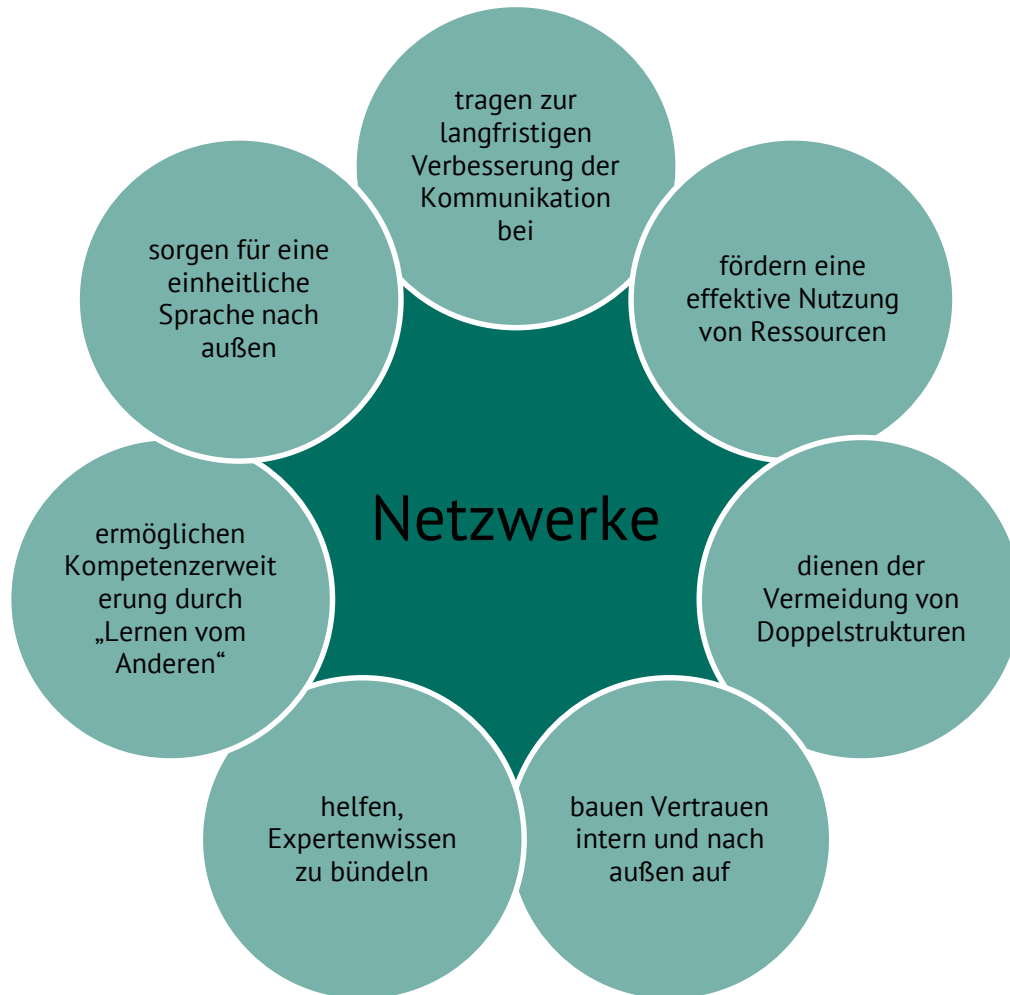 tragen zur
langfristigen
Verbesserung der
Kommunikation
bei
fördern eine
effektive Nutzung
von Ressourcen
dienen der
Vermeidung von
Doppelstrukturen
bauen Vertrauen
intern und nach
außen auf
helfen,
Expertenwissen
zu bündeln
ermöglichen
Kompetenzerweit
erung durch
„Lernen vom
Anderen“
sorgen für eine
einheitliche
Sprache nach
außen
Netzwerke